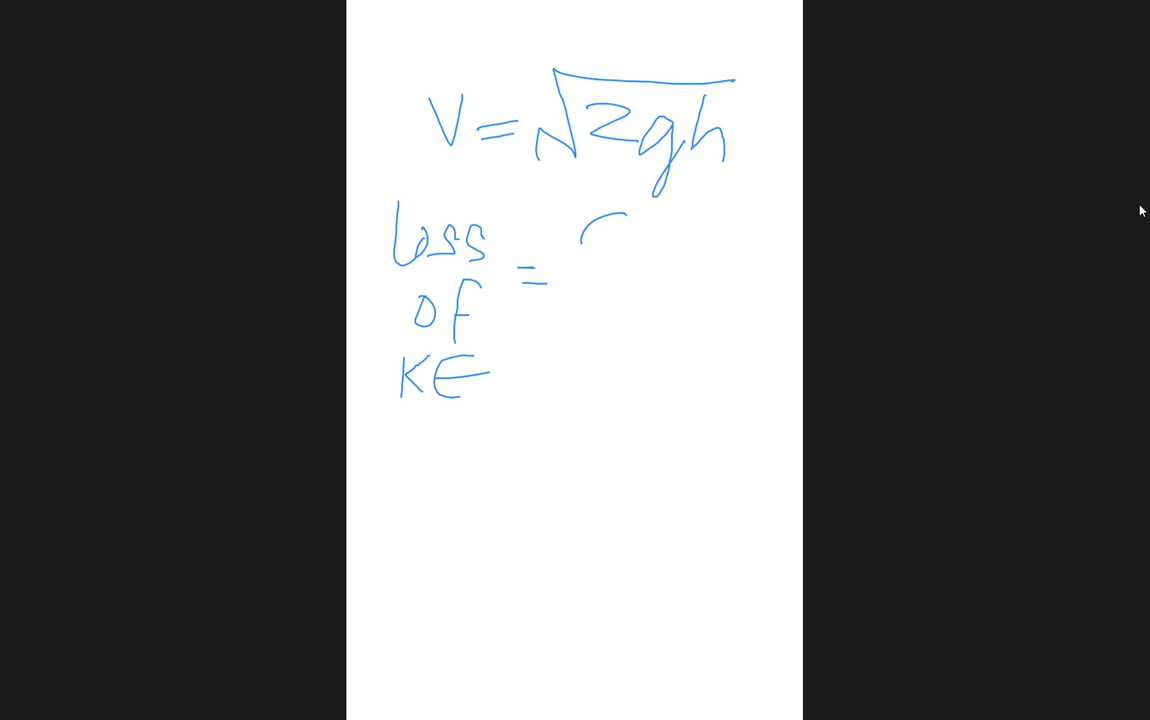 V = √2gh
Loss
of =
KE